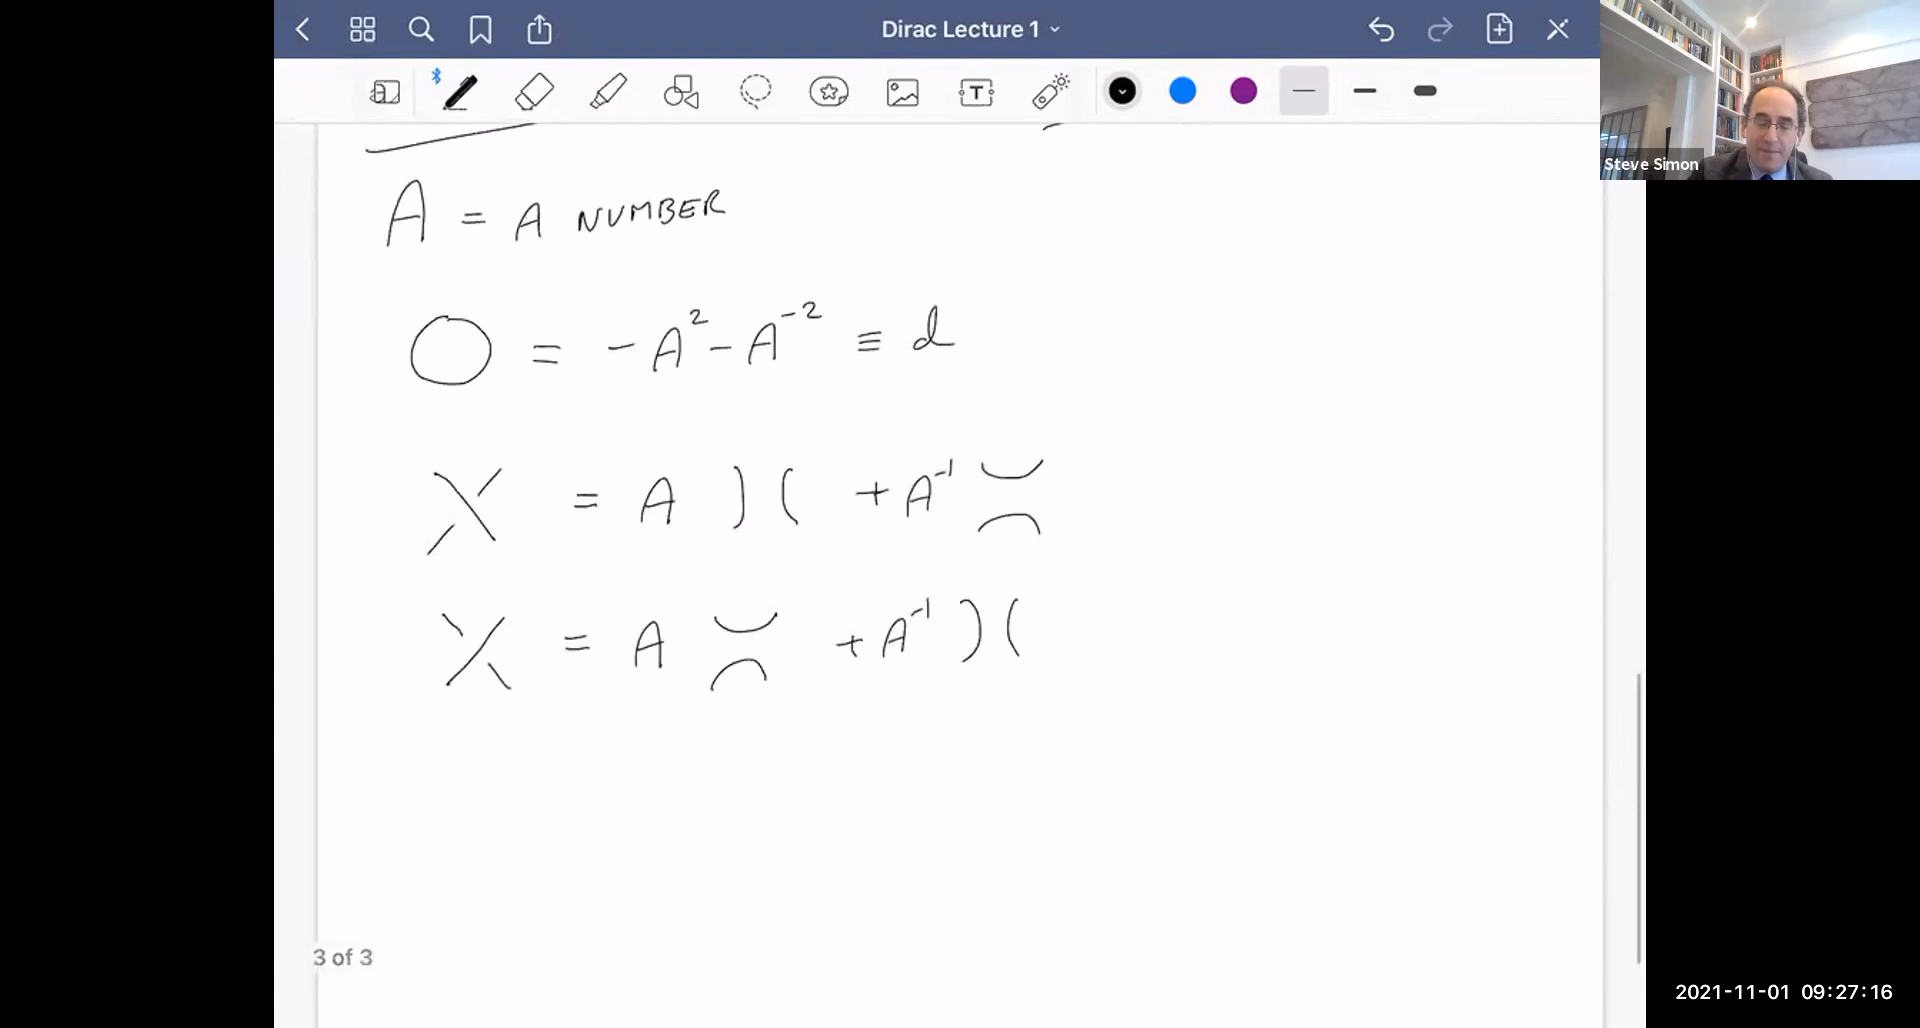 Dirac Lecture 1
Steve Simon
A = A NUMBER
O = -A² - A⁻² ≡ d
= A ) ( + A⁻¹
= A + A⁻¹ ) (
3 of 3
2021-11-01 09:27:16